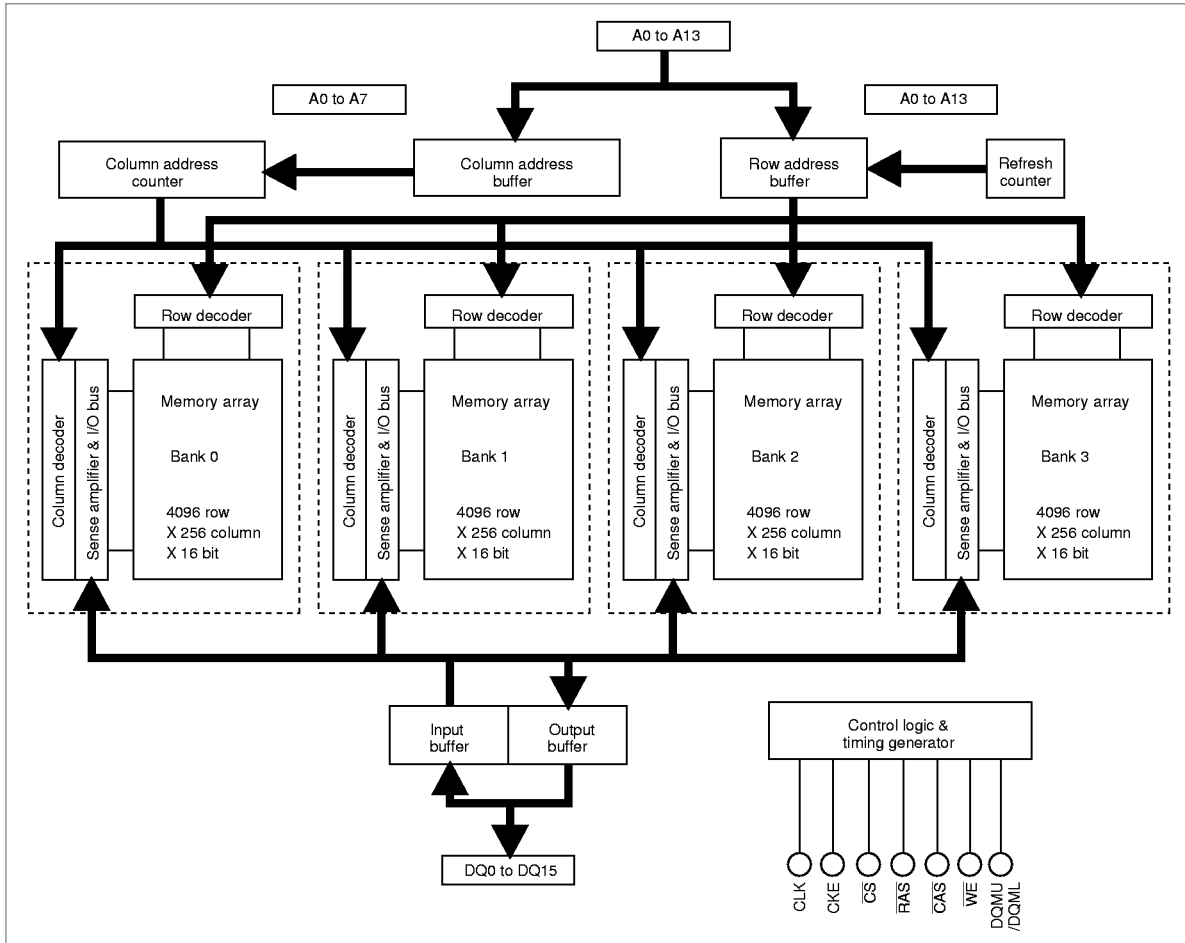 A0 to A13
A0 to A7
A0 to A13
Column address
counter
Column address
buffer
Row address
buffer
Refresh
counter
Row decoder
Row decoder
Row decoder
Row decoder
Column decoder
Sense amplifier & I/O bus
Memory array
Bank 0
4096 row
X 256 column
X 16 bit
Column decoder
Sense amplifier & I/O bus
Memory array
Bank 1
4096 row
X 256 column
X 16 bit
Column decoder
Sense amplifier & I/O bus
Memory array
Bank 2
4096 row
X 256 column
X 16 bit
Column decoder
Sense amplifier & I/O bus
Memory array
Bank 3
4096 row
X 256 column
X 16 bit
Input
buffer
Output
buffer
Control logic &
timing generator
DQ0 to DQ15
CLK
CKE
C̅S̅
R̅A̅S̅
C̅A̅S̅
W̅E̅
DQMU
/DQML